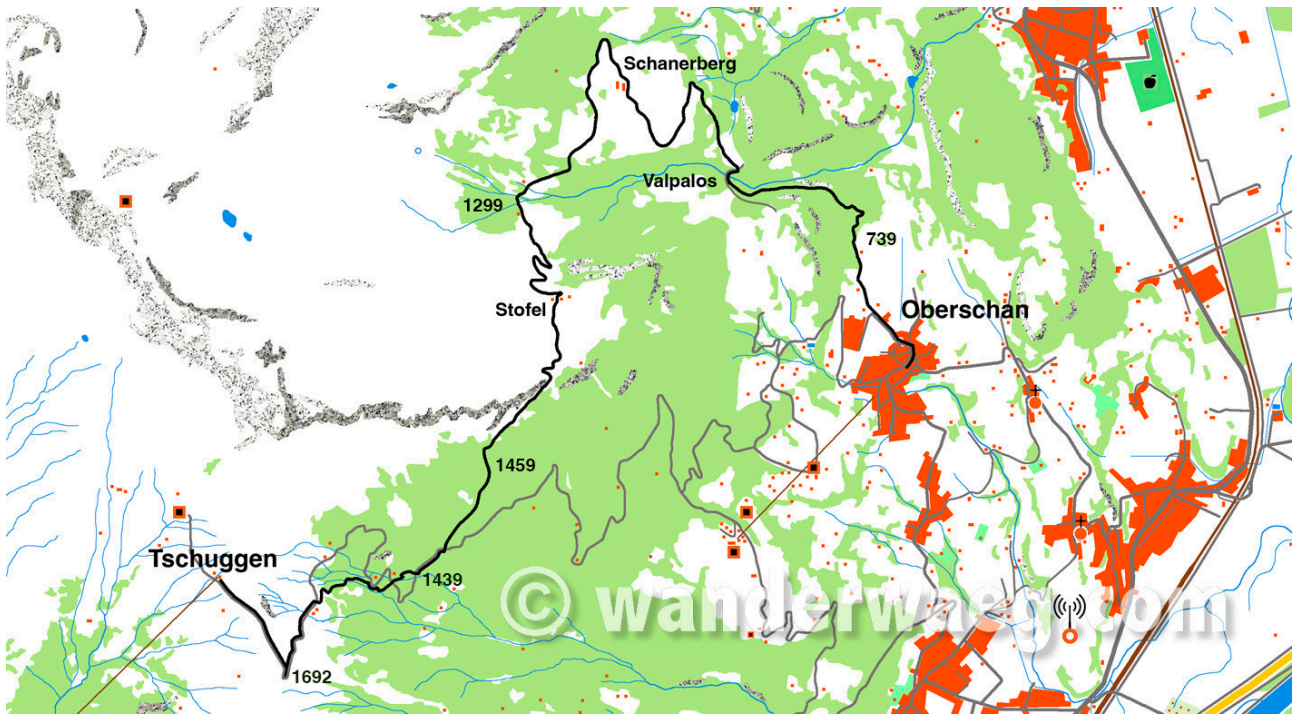 Schanerberg
Valpalos
1299
739
Stofel
Oberschan
1459
Tschuggen
1439
© wanderwaeg.com
1692